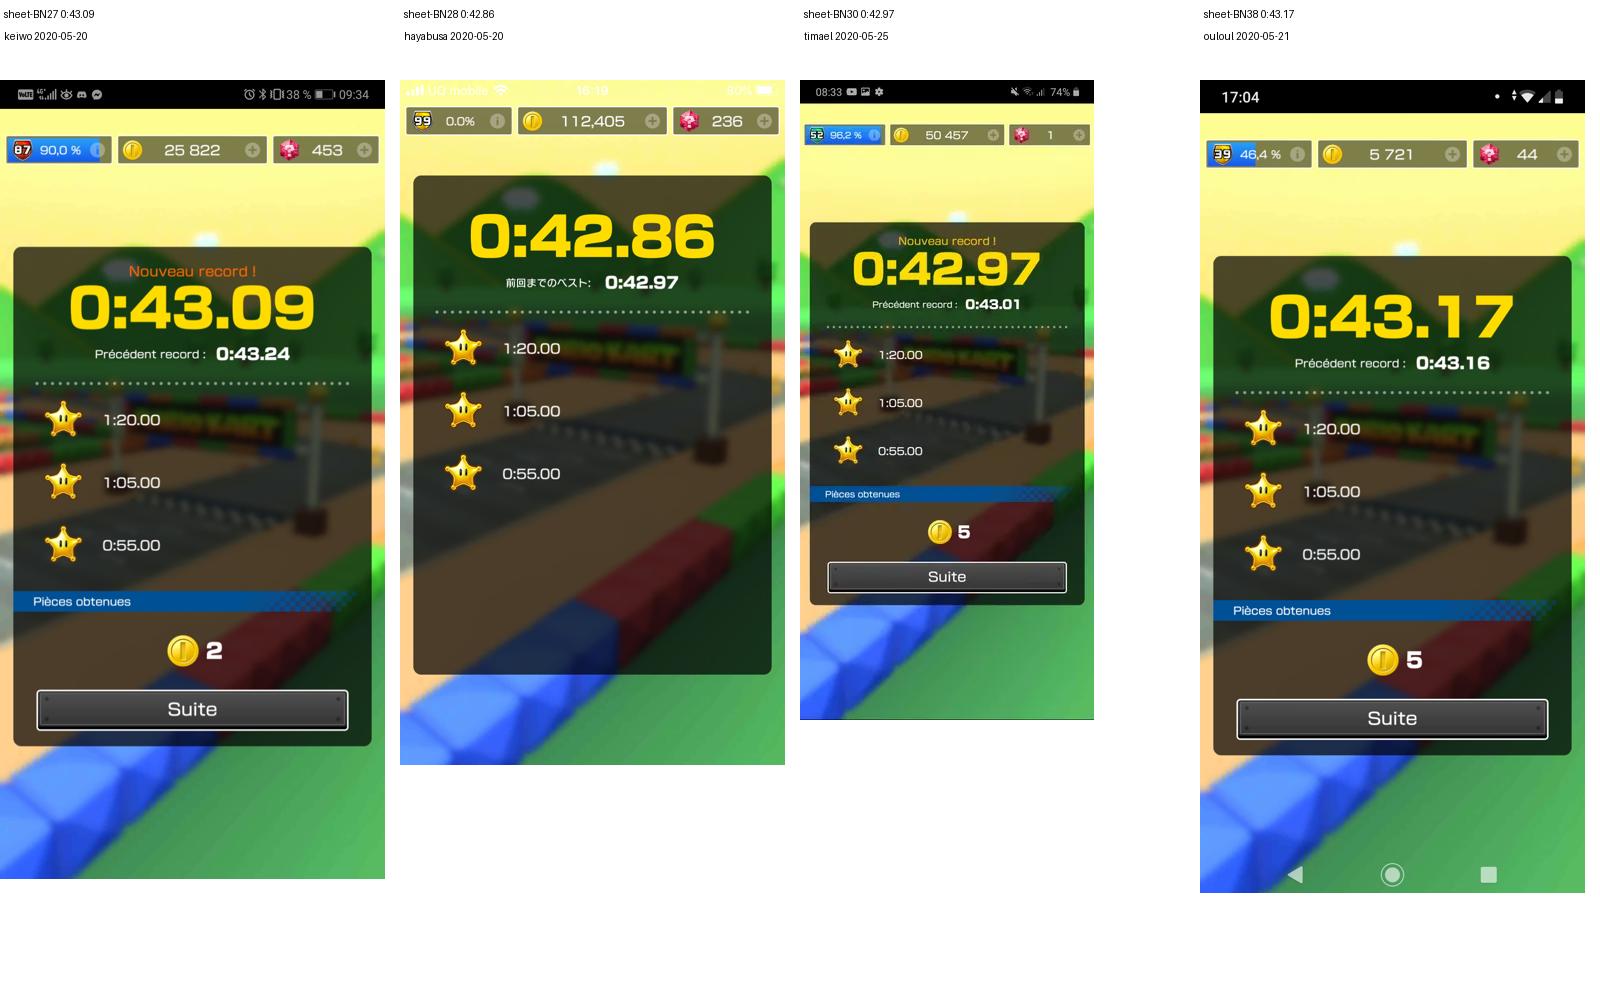 sheet-BN27 0:43.09
keiwo 2020-05-20
38 % 09:34
87 90,0 % 25 822 453
Nouveau record !
0:43.09
Précédent record : 0:43.24
1:20.00
1:05.00
0:55.00
Pièces obtenues
2
Suite
sheet-BN28 0:42.86
hayabusa 2020-05-20
UQ mobile 16:19 80%
99 0.0% 112,405 236
0:42.86
前回までのベスト: 0:42.97
1:20.00
1:05.00
0:55.00
sheet-BN30 0:42.97
timael 2020-05-25
08:33 74%
52 96,2 % 50 457 1
Nouveau record !
0:42.97
Précédent record : 0:43.01
1:20.00
1:05.00
0:55.00
Pièces obtenues
5
Suite
sheet-BN38 0:43.17
ouloul 2020-05-21
17:04
39 46,4 % 5 721 44
0:43.17
Précédent record : 0:43.16
1:20.00
1:05.00
0:55.00
Pièces obtenues
5
Suite